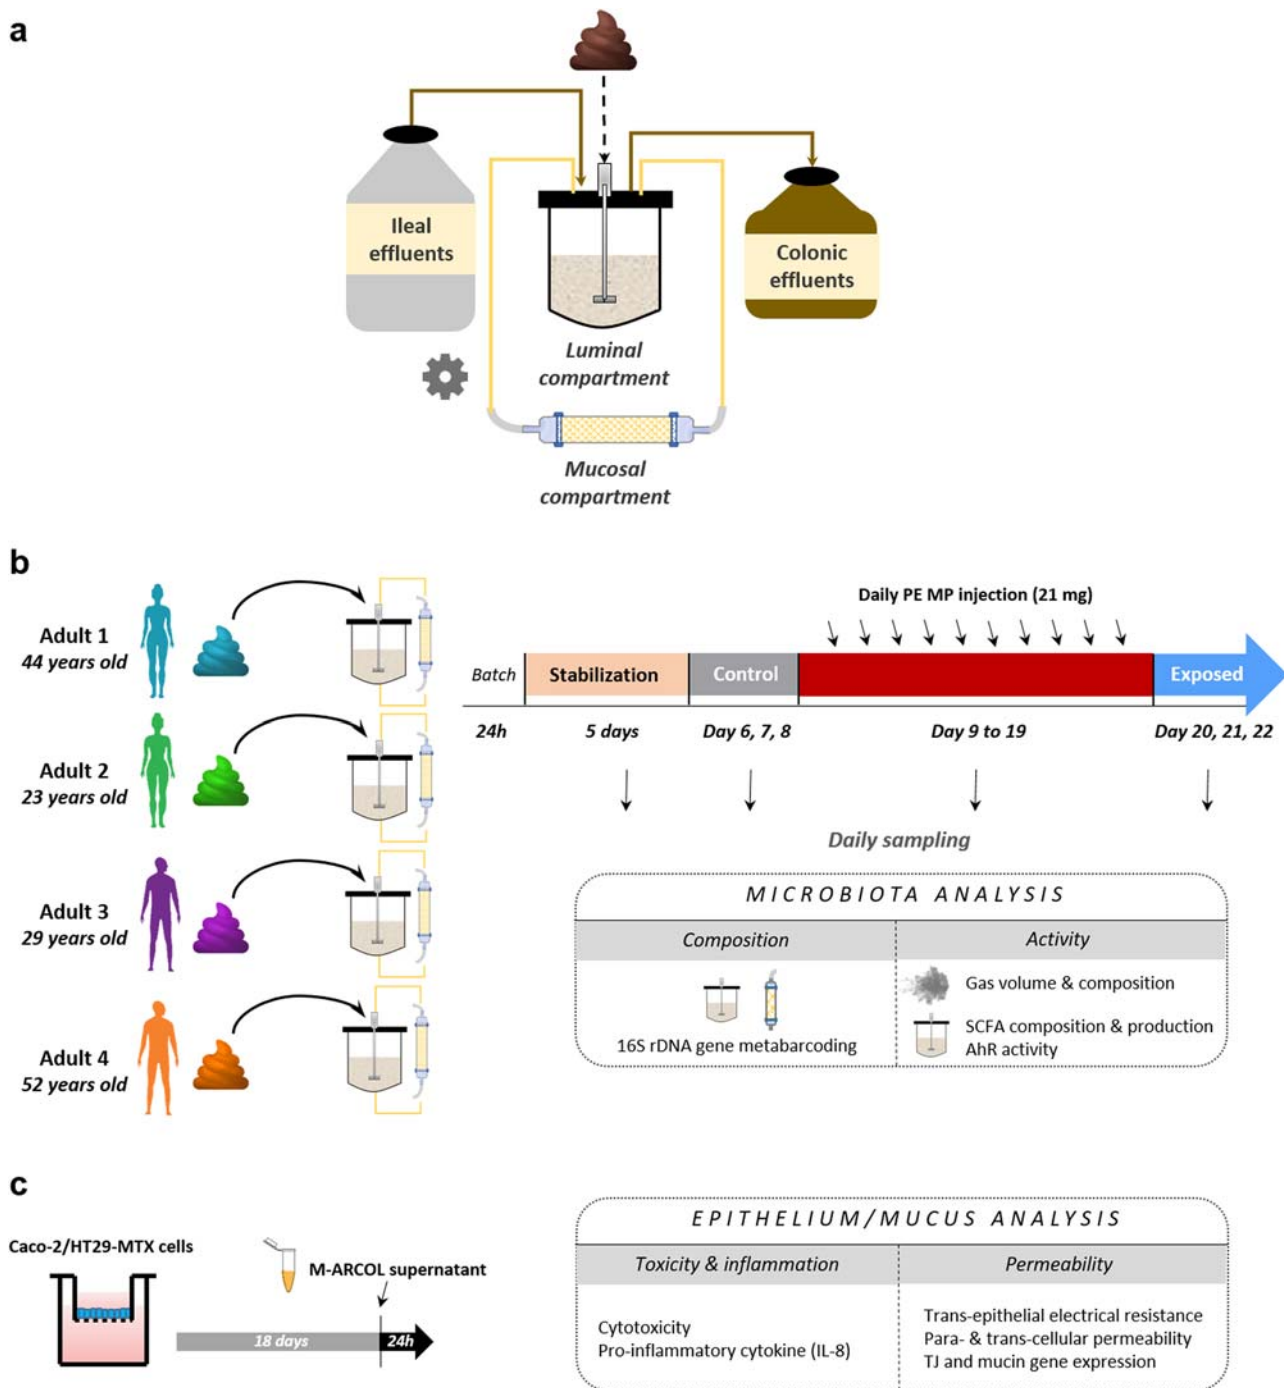 a
Ileal
effluents
Colonic
effluents
Luminal
compartment
Mucosal
compartment
b
Adult 1
44 years old
Adult 2
23 years old
Adult 3
29 years old
Adult 4
52 years old
Daily PE MP injection (21 mg)
Batch
Stabilization
Control
Exposed
24h
5 days
Day 6, 7, 8
Day 9 to 19
Day 20, 21, 22
Daily sampling
MICROBIOTA ANALYSIS
Composition
Activity
16S rDNA gene metabarcoding
Gas volume & composition
SCFA composition & production
AhR activity
c
Caco-2/HT29-MTX cells
M-ARCOL supernatant
18 days
24h
EPITHELIUM/MUCUS ANALYSIS
Toxicity & inflammation
Permeability
Cytotoxicity
Pro-inflammatory cytokine (IL-8)
Trans-epithelial electrical resistance
Para- & trans-cellular permeability
TJ and mucin gene expression